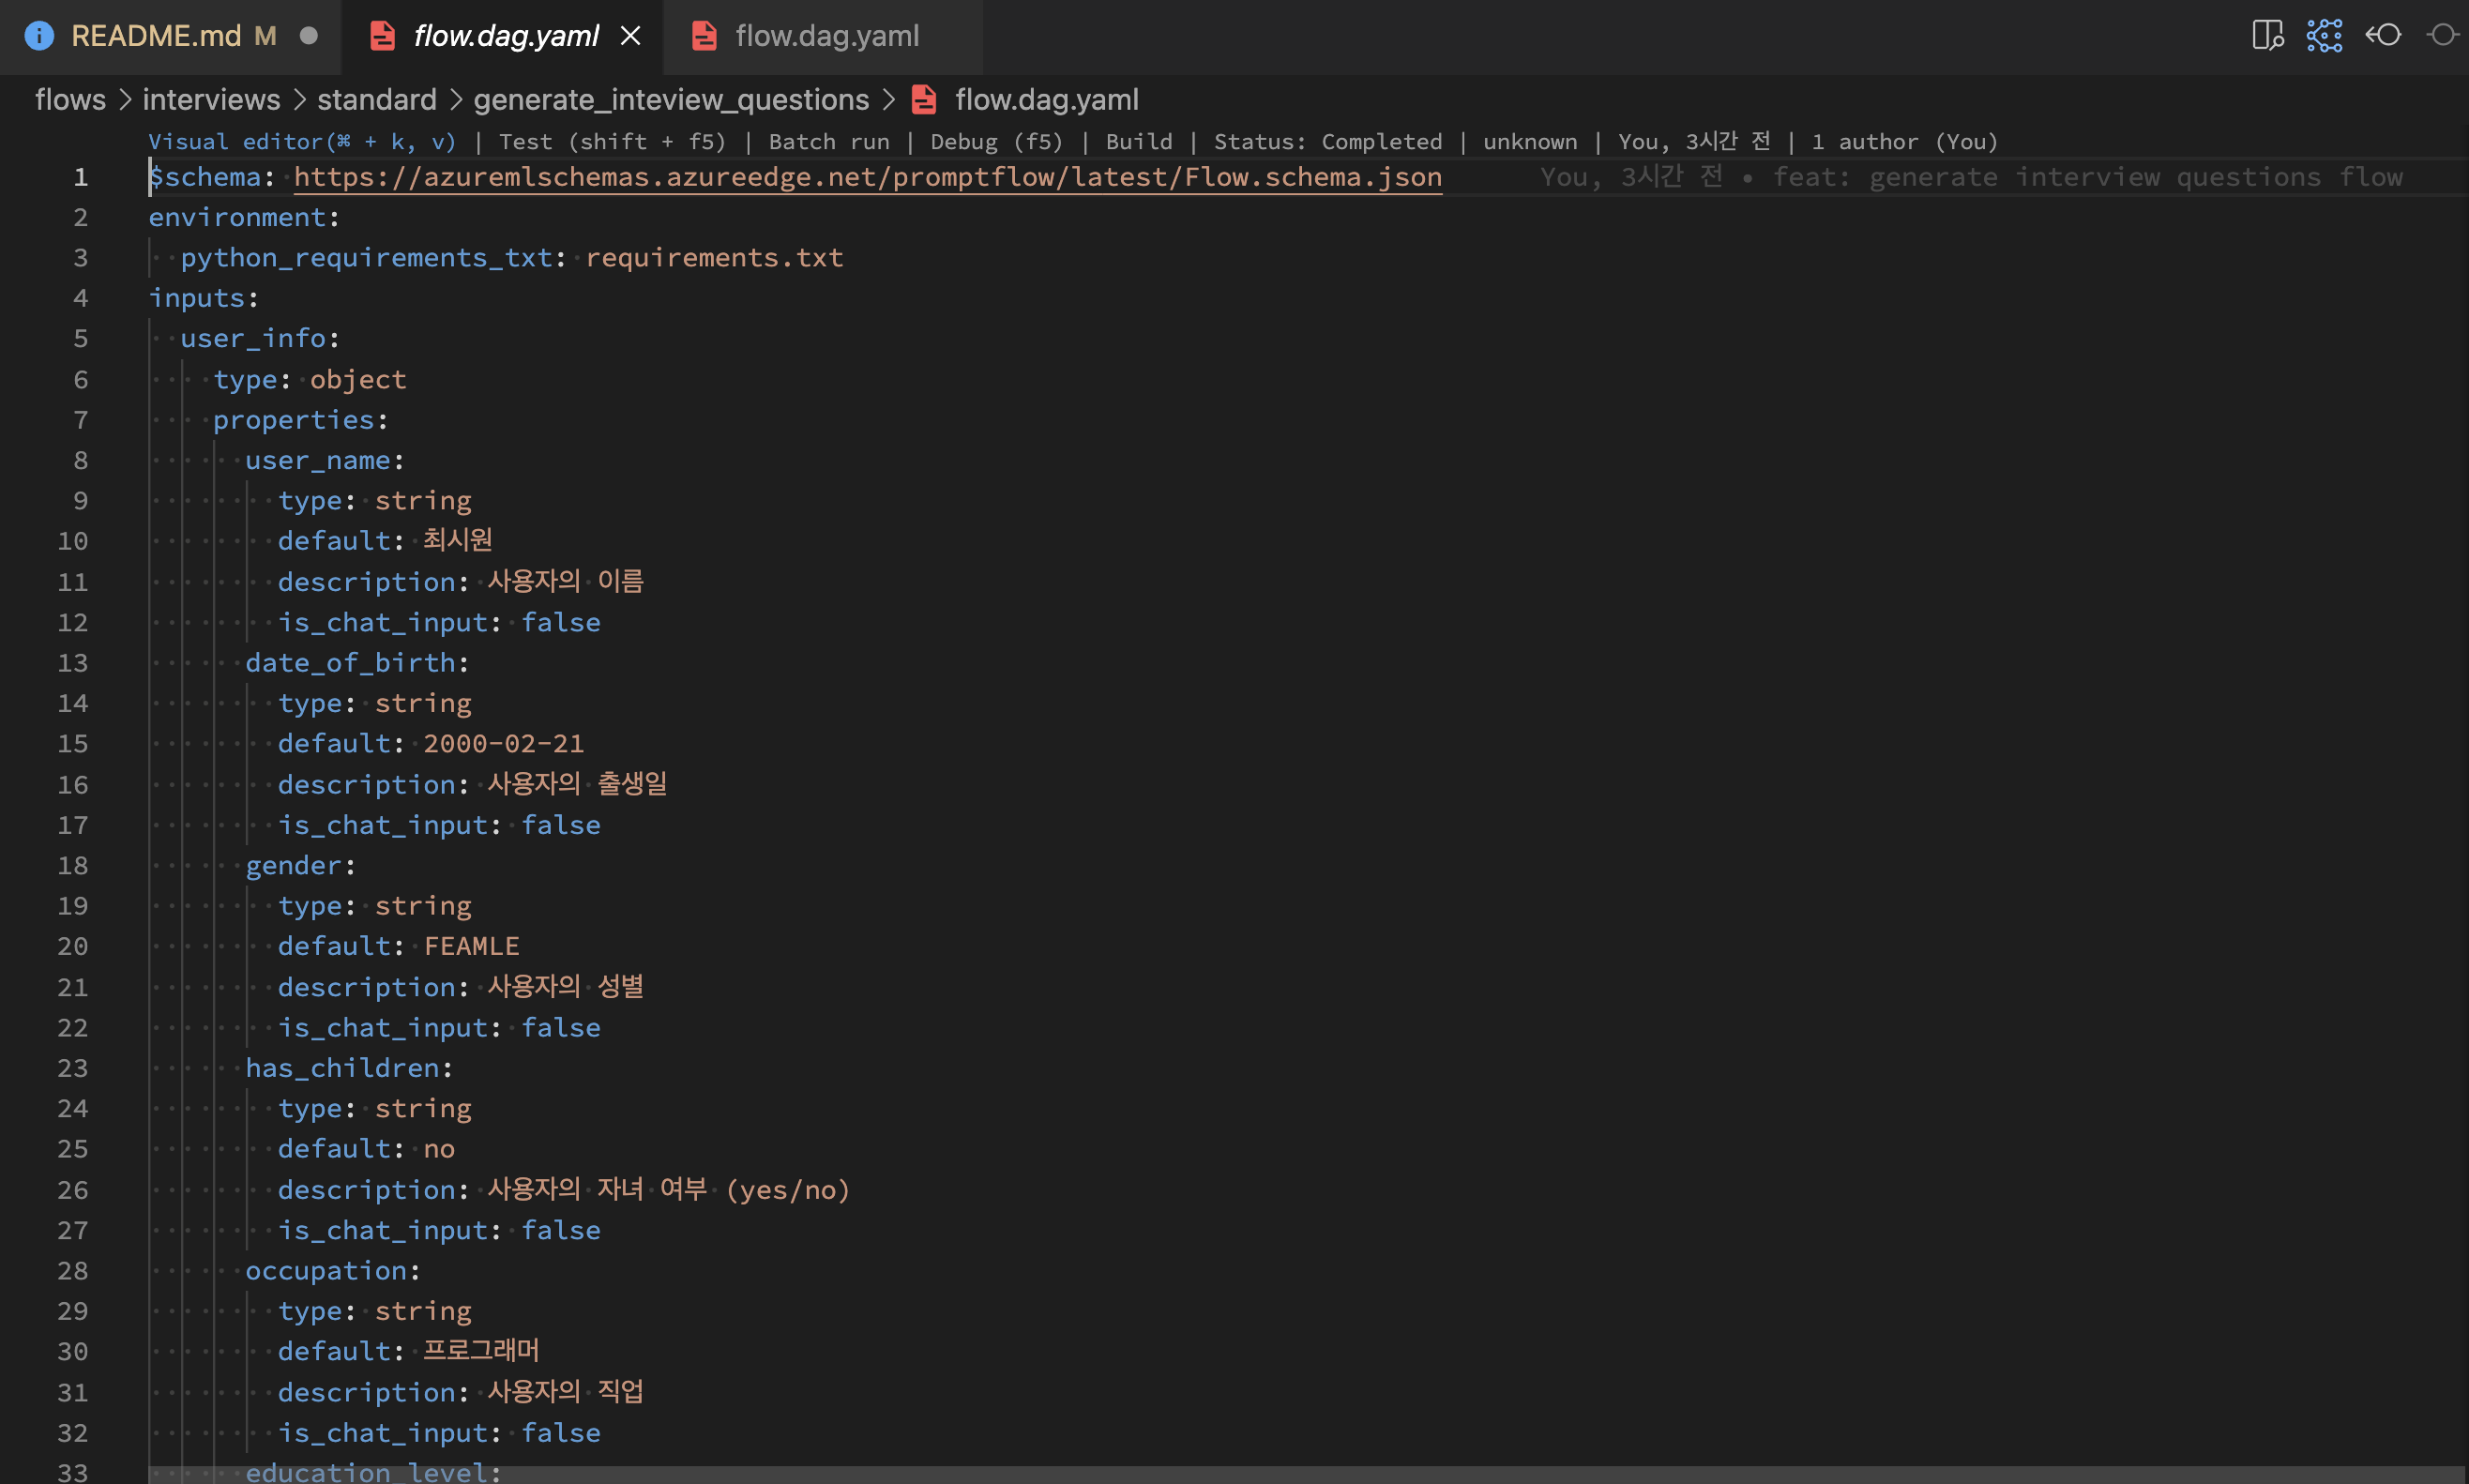 README.md M
flow.dag.yaml
flow.dag.yaml
flows > interviews > standard > generate_inteview_questions > flow.dag.yaml
Visual editor(⌘ + k, v) | Test (shift + f5) | Batch run | Debug (f5) | Build | Status: Completed | unknown | You, 3시간 전 | 1 author (You)
1 $schema: https://azuremlschemas.azureedge.net/promptflow/latest/Flow.schema.json You, 3시간 전 • feat: generate interview questions flow
2 environment:
3 python_requirements_txt: requirements.txt
4 inputs:
5 user_info:
6 type: object
7 properties:
8 user_name:
9 type: string
10 default: 최시원
11 description: 사용자의 이름
12 is_chat_input: false
13 date_of_birth:
14 type: string
15 default: 2000-02-21
16 description: 사용자의 출생일
17 is_chat_input: false
18 gender:
19 type: string
20 default: FEAMLE
21 description: 사용자의 성별
22 is_chat_input: false
23 has_children:
24 type: string
25 default: no
26 description: 사용자의 자녀 여부 (yes/no)
27 is_chat_input: false
28 occupation:
29 type: string
30 default: 프로그래머
31 description: 사용자의 직업
32 is_chat_input: false
33 education_level: